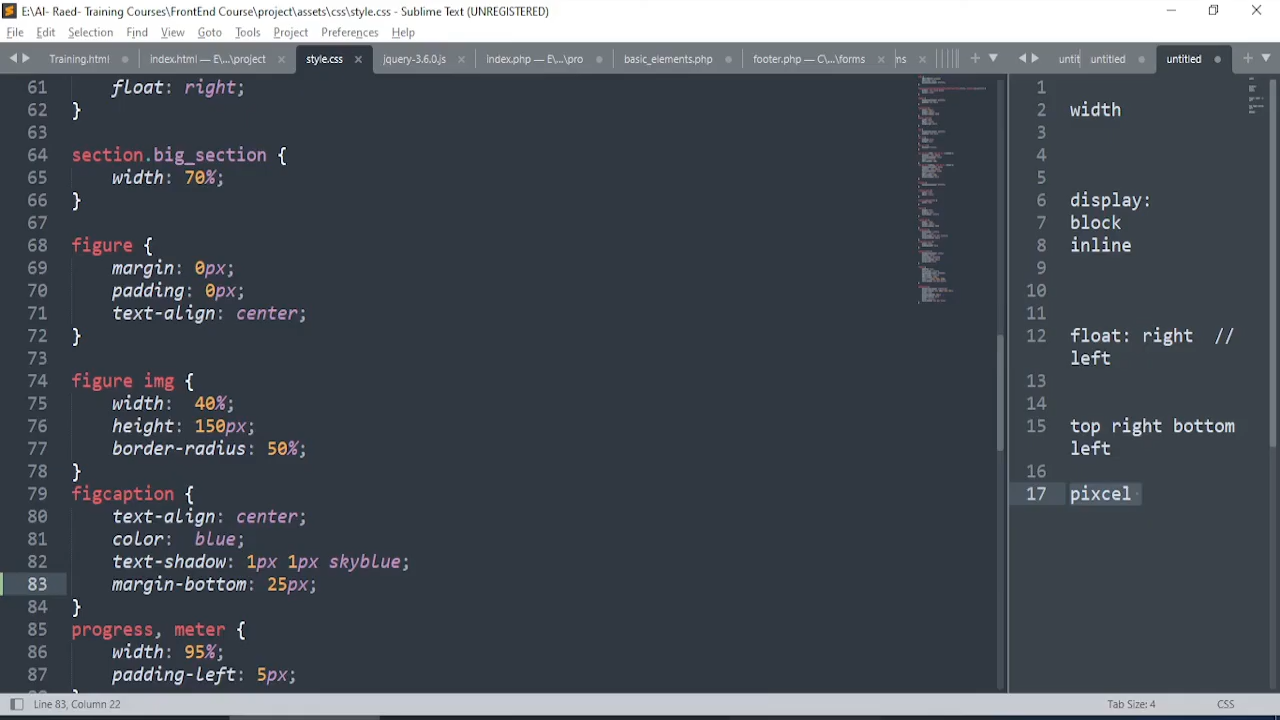 E:\Al- Raed- Training Courses\FrontEnd Course\project\assets\css\style.css - Sublime Text (UNREGISTERED)
File Edit Selection Find View Goto Tools Project Preferences Help
Training.html index.html — E\...\project style.css jquery-3.6.0.js index.php — E\...\pro basic_elements.php footer.php — C\...\forms ns untit untitled untitled
61 float: right;
62 }
63
64 section.big_section {
65 width: 70%;
66 }
67
68 figure {
69 margin: 0px;
70 padding: 0px;
71 text-align: center;
72 }
73
74 figure img {
75 width:  40%;
76 height: 150px;
77 border-radius: 50%;
78 }
79 figcaption {
80 text-align: center;
81 color:  blue;
82 text-shadow: 1px 1px skyblue;
83 margin-bottom: 25px;
84 }
85 progress, meter {
86 width: 95%;
87 padding-left: 5px;
1
2 width
3
4
5
6 display:
7 block
8 inline
9
10
11
12 float: right  //
left
13
14
15 top right bottom
left
16
17 pixcel
Line 83, Column 22
Tab Size: 4
CSS